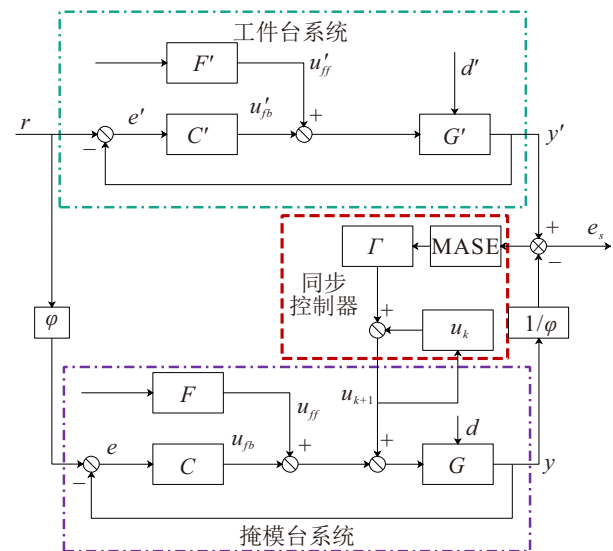 工件台系统
F′
u′ff
d′
r
e′
u′fb
C′
+
G′
y′
−
+
Γ
MASE
es
−
同步
控制器
+
φ
uk
1/φ
F
uff
uk+1
d
e
ufb
+
+
C
G
y
−
掩模台系统